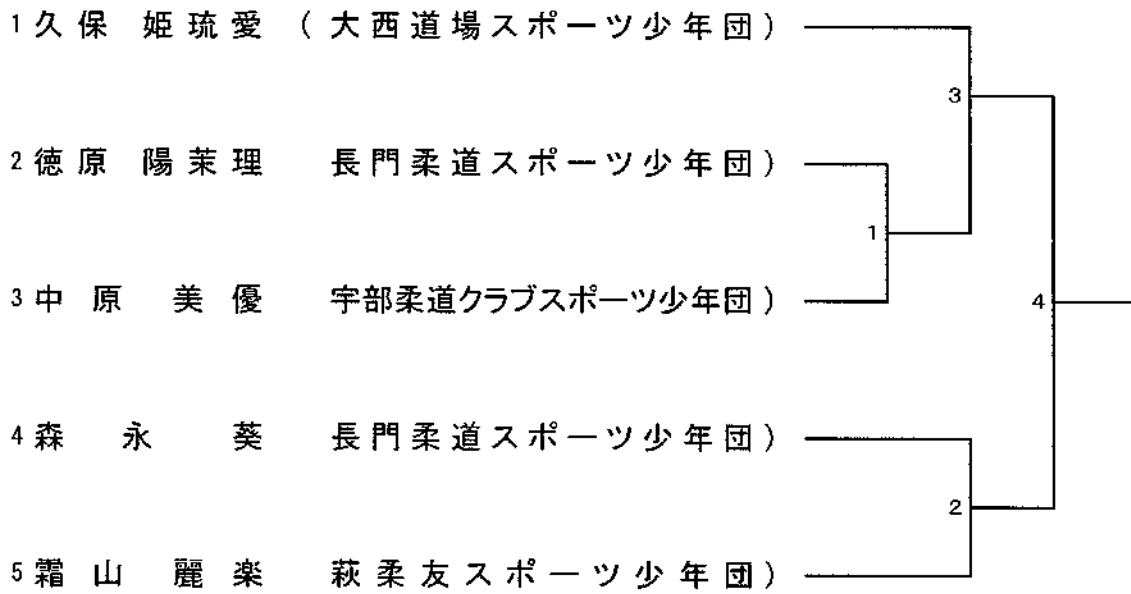 1 久保 姫琉愛 (大西道場スポーツ少年団)
3
2 徳原 陽茉理 長門柔道スポーツ少年団)
1
3 中原 美優 宇部柔道クラブスポーツ少年団)
4
4 森永 葵 長門柔道スポーツ少年団)
2
5 霜山 麗楽 萩柔友スポーツ少年団)